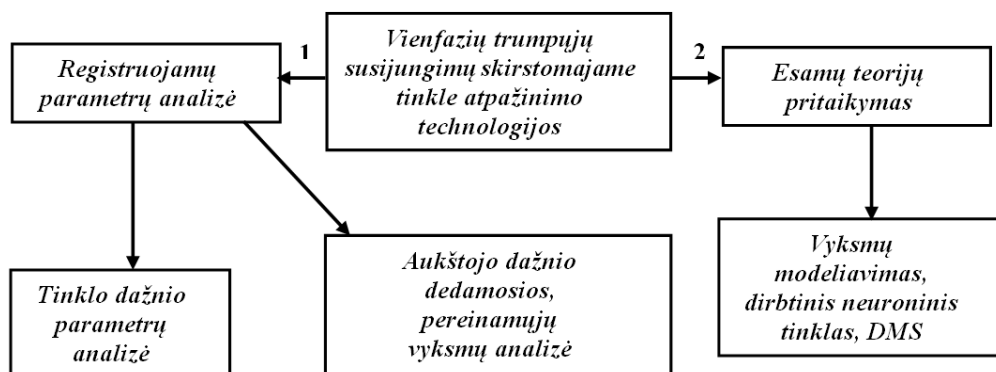 Registruojamų
parametrų analizė
1
Vienfazių trumpųjų
susijungimų skirstomajame
tinkle atpažinimo
technologijos
2
Esamų teorijų
pritaikymas
Tinklo dažnio
parametrų
analizė
Aukštojo dažnio
dedamosios,
pereinamųjų
vyksmų analizė
Vyksmų
modeliavimas,
dirbtinis neuroninis
tinklas, DMS